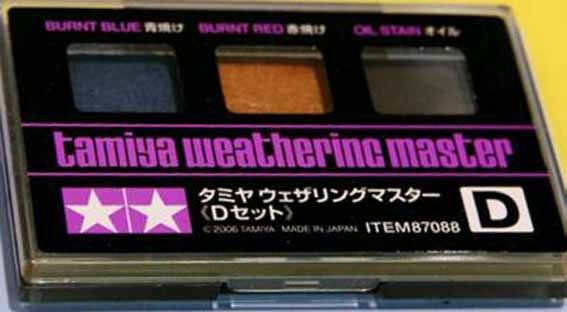 BURNT BLUE 青焼け BURNT RED 赤焼け OIL STAIN オイル
tamiya weathering master
タミヤ ウェザリングマスター
《Dセット》
© 2006 TAMIYA MADE IN JAPAN ITEM87088
D